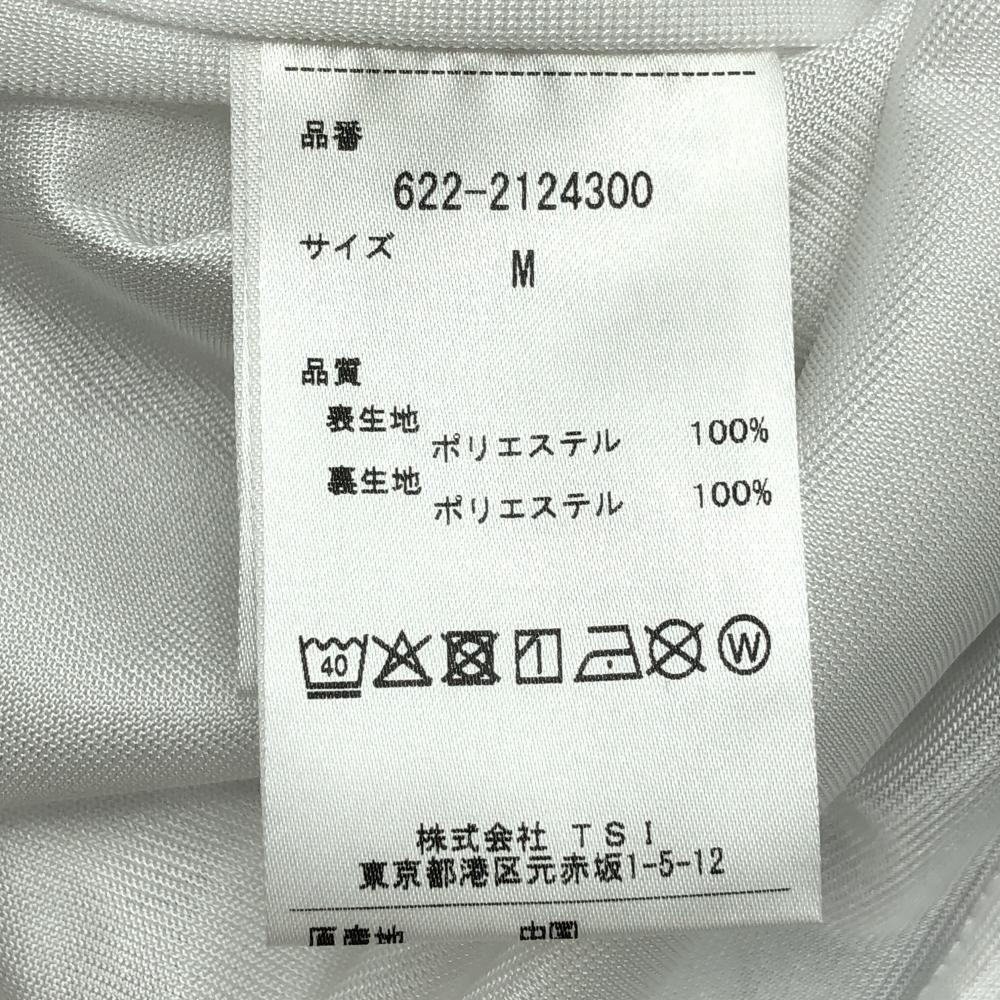 品番
622-2124300
サイズ
M
品質
表生地
ポリエステル 100%
裏生地
ポリエステル 100%
40
W
株式会社 TSI
東京都港区元赤坂1-5-12